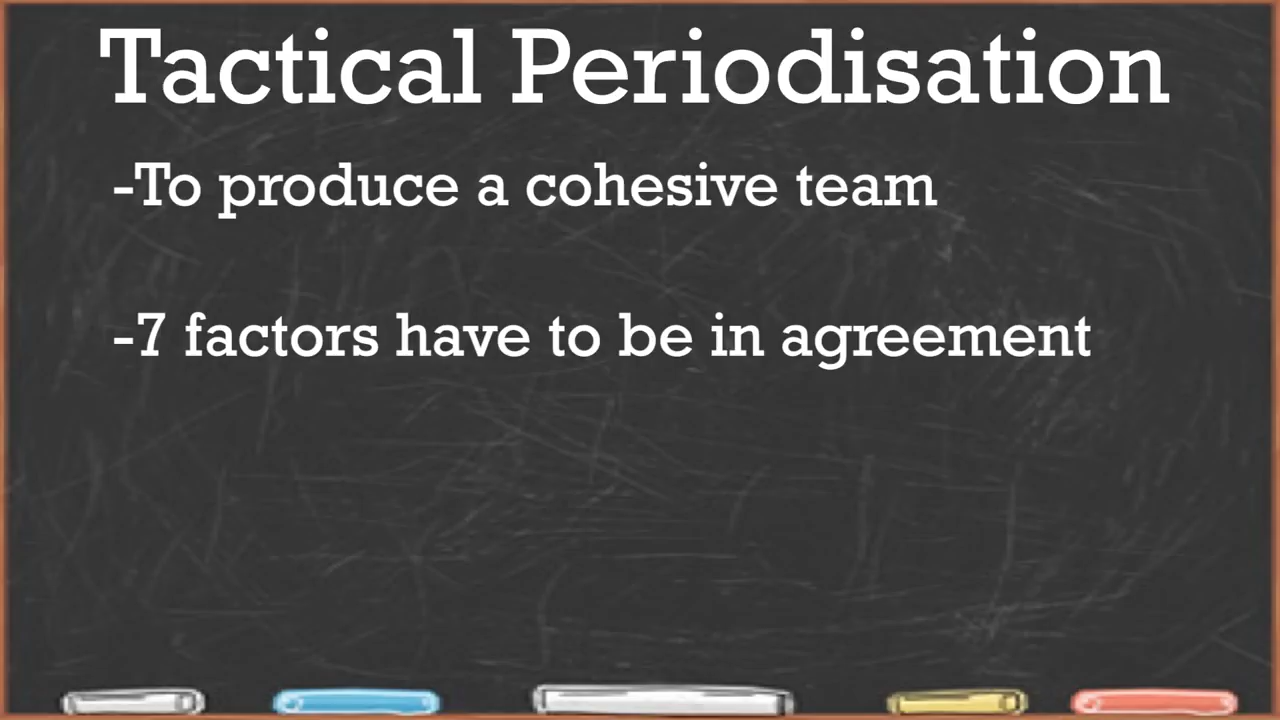 Tactical Periodisation
-To produce a cohesive team
-7 factors have to be in agreement